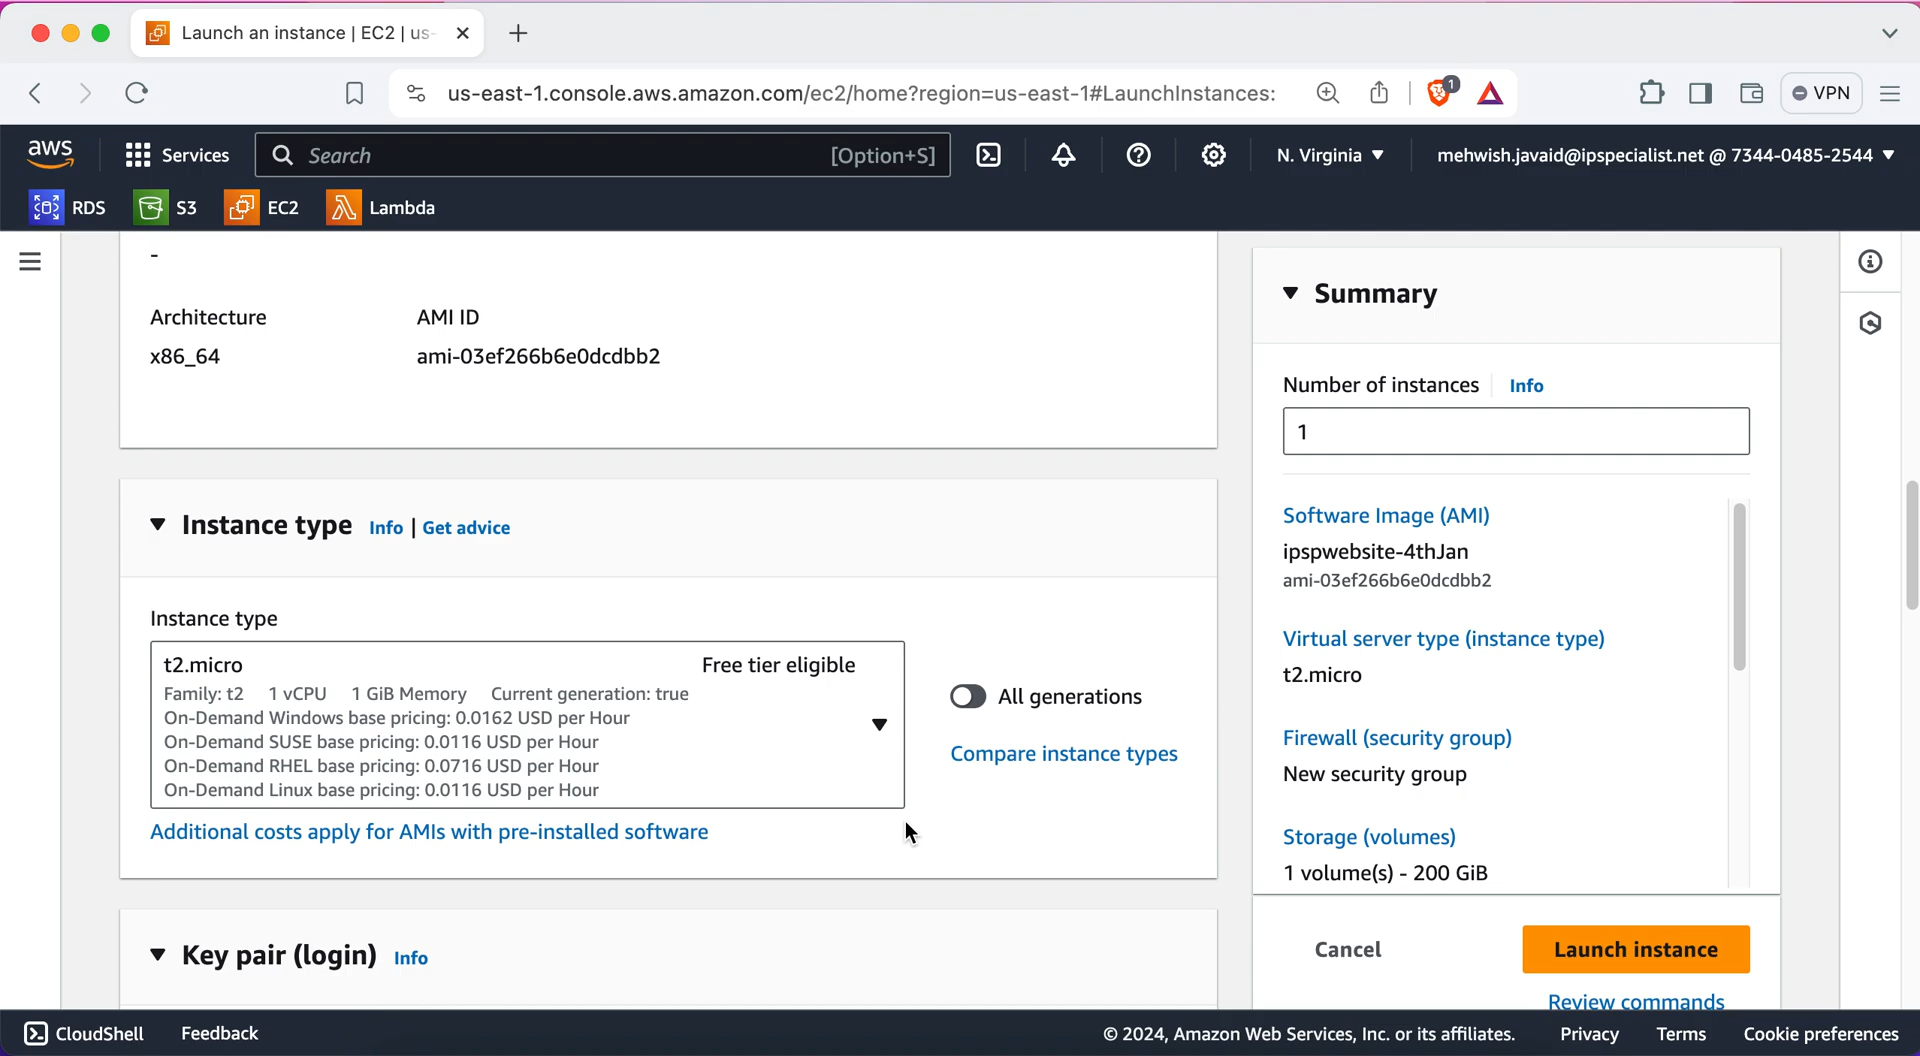 Launch an instance | EC2 | us-
us-east-1.console.aws.amazon.com/ec2/home?region=us-east-1#LaunchInstances:
1
VPN
aws
Services
Search
[Option+S]
N. Virginia
mehwish.javaid@ipspecialist.net @ 7344-0485-2544
RDS
S3
EC2
Lambda
-
Architecture
AMI ID
x86_64
ami-03ef266b6e0dcdbb2
Instance type Info | Get advice
Instance type
t2.micro Free tier eligible
Family: t2 1 vCPU 1 GiB Memory Current generation: true
On-Demand Windows base pricing: 0.0162 USD per Hour
On-Demand SUSE base pricing: 0.0116 USD per Hour
On-Demand RHEL base pricing: 0.0716 USD per Hour
On-Demand Linux base pricing: 0.0116 USD per Hour
All generations
Compare instance types
Additional costs apply for AMIs with pre-installed software
Key pair (login) Info
Summary
Number of instances Info
1
Software Image (AMI)
ipspwebsite-4thJan
ami-03ef266b6e0dcdbb2
Virtual server type (instance type)
t2.micro
Firewall (security group)
New security group
Storage (volumes)
1 volume(s) - 200 GiB
Cancel
Launch instance
Review commands
CloudShell
Feedback
© 2024, Amazon Web Services, Inc. or its affiliates.
Privacy
Terms
Cookie preferences